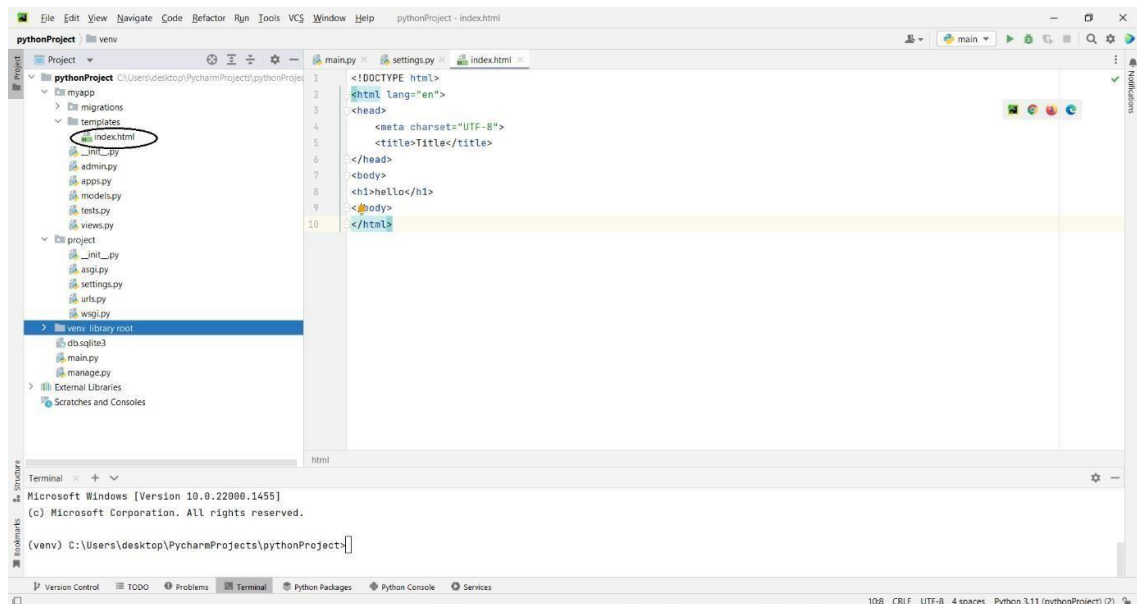 File Edit View Navigate Code Refactor Run Tools VCS Window Help pythonProject - index.html
pythonProject venv main
Project
main.py settings.py index.html
pythonProject C:\Users\desktop\PycharmProjects\pythonProjec
myapp
migrations
templates
index.html
__init__.py
admin.py
apps.py
models.py
tests.py
views.py
project
__init__.py
asgi.py
settings.py
urls.py
wsgi.py
venv library root
db.sqlite3
main.py
manage.py
External Libraries
Scratches and Consoles
1 <!DOCTYPE html>
2 <html lang="en">
3 <head>
4 <meta charset="UTF-8">
5 <title>Title</title>
6 </head>
7 <body>
8 <h1>hello</h1>
9 </body>
10 </html>
html
Project
Structure
Bookmarks
Notifications
Terminal
Microsoft Windows [Version 10.0.22000.1455]
(c) Microsoft Corporation. All rights reserved.
(venv) C:\Users\desktop\PycharmProjects\pythonProject>
Version Control TODO Problems Terminal Python Packages Python Console Services
10:8 CRLF UTF-8 4 spaces Python 3.11 (pythonProject) (2)